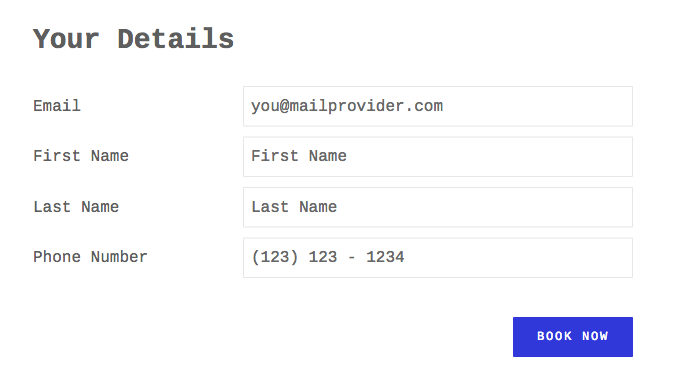 Your Details
Email you@mailprovider.com
First Name First Name
Last Name Last Name
Phone Number (123) 123 - 1234
BOOK NOW